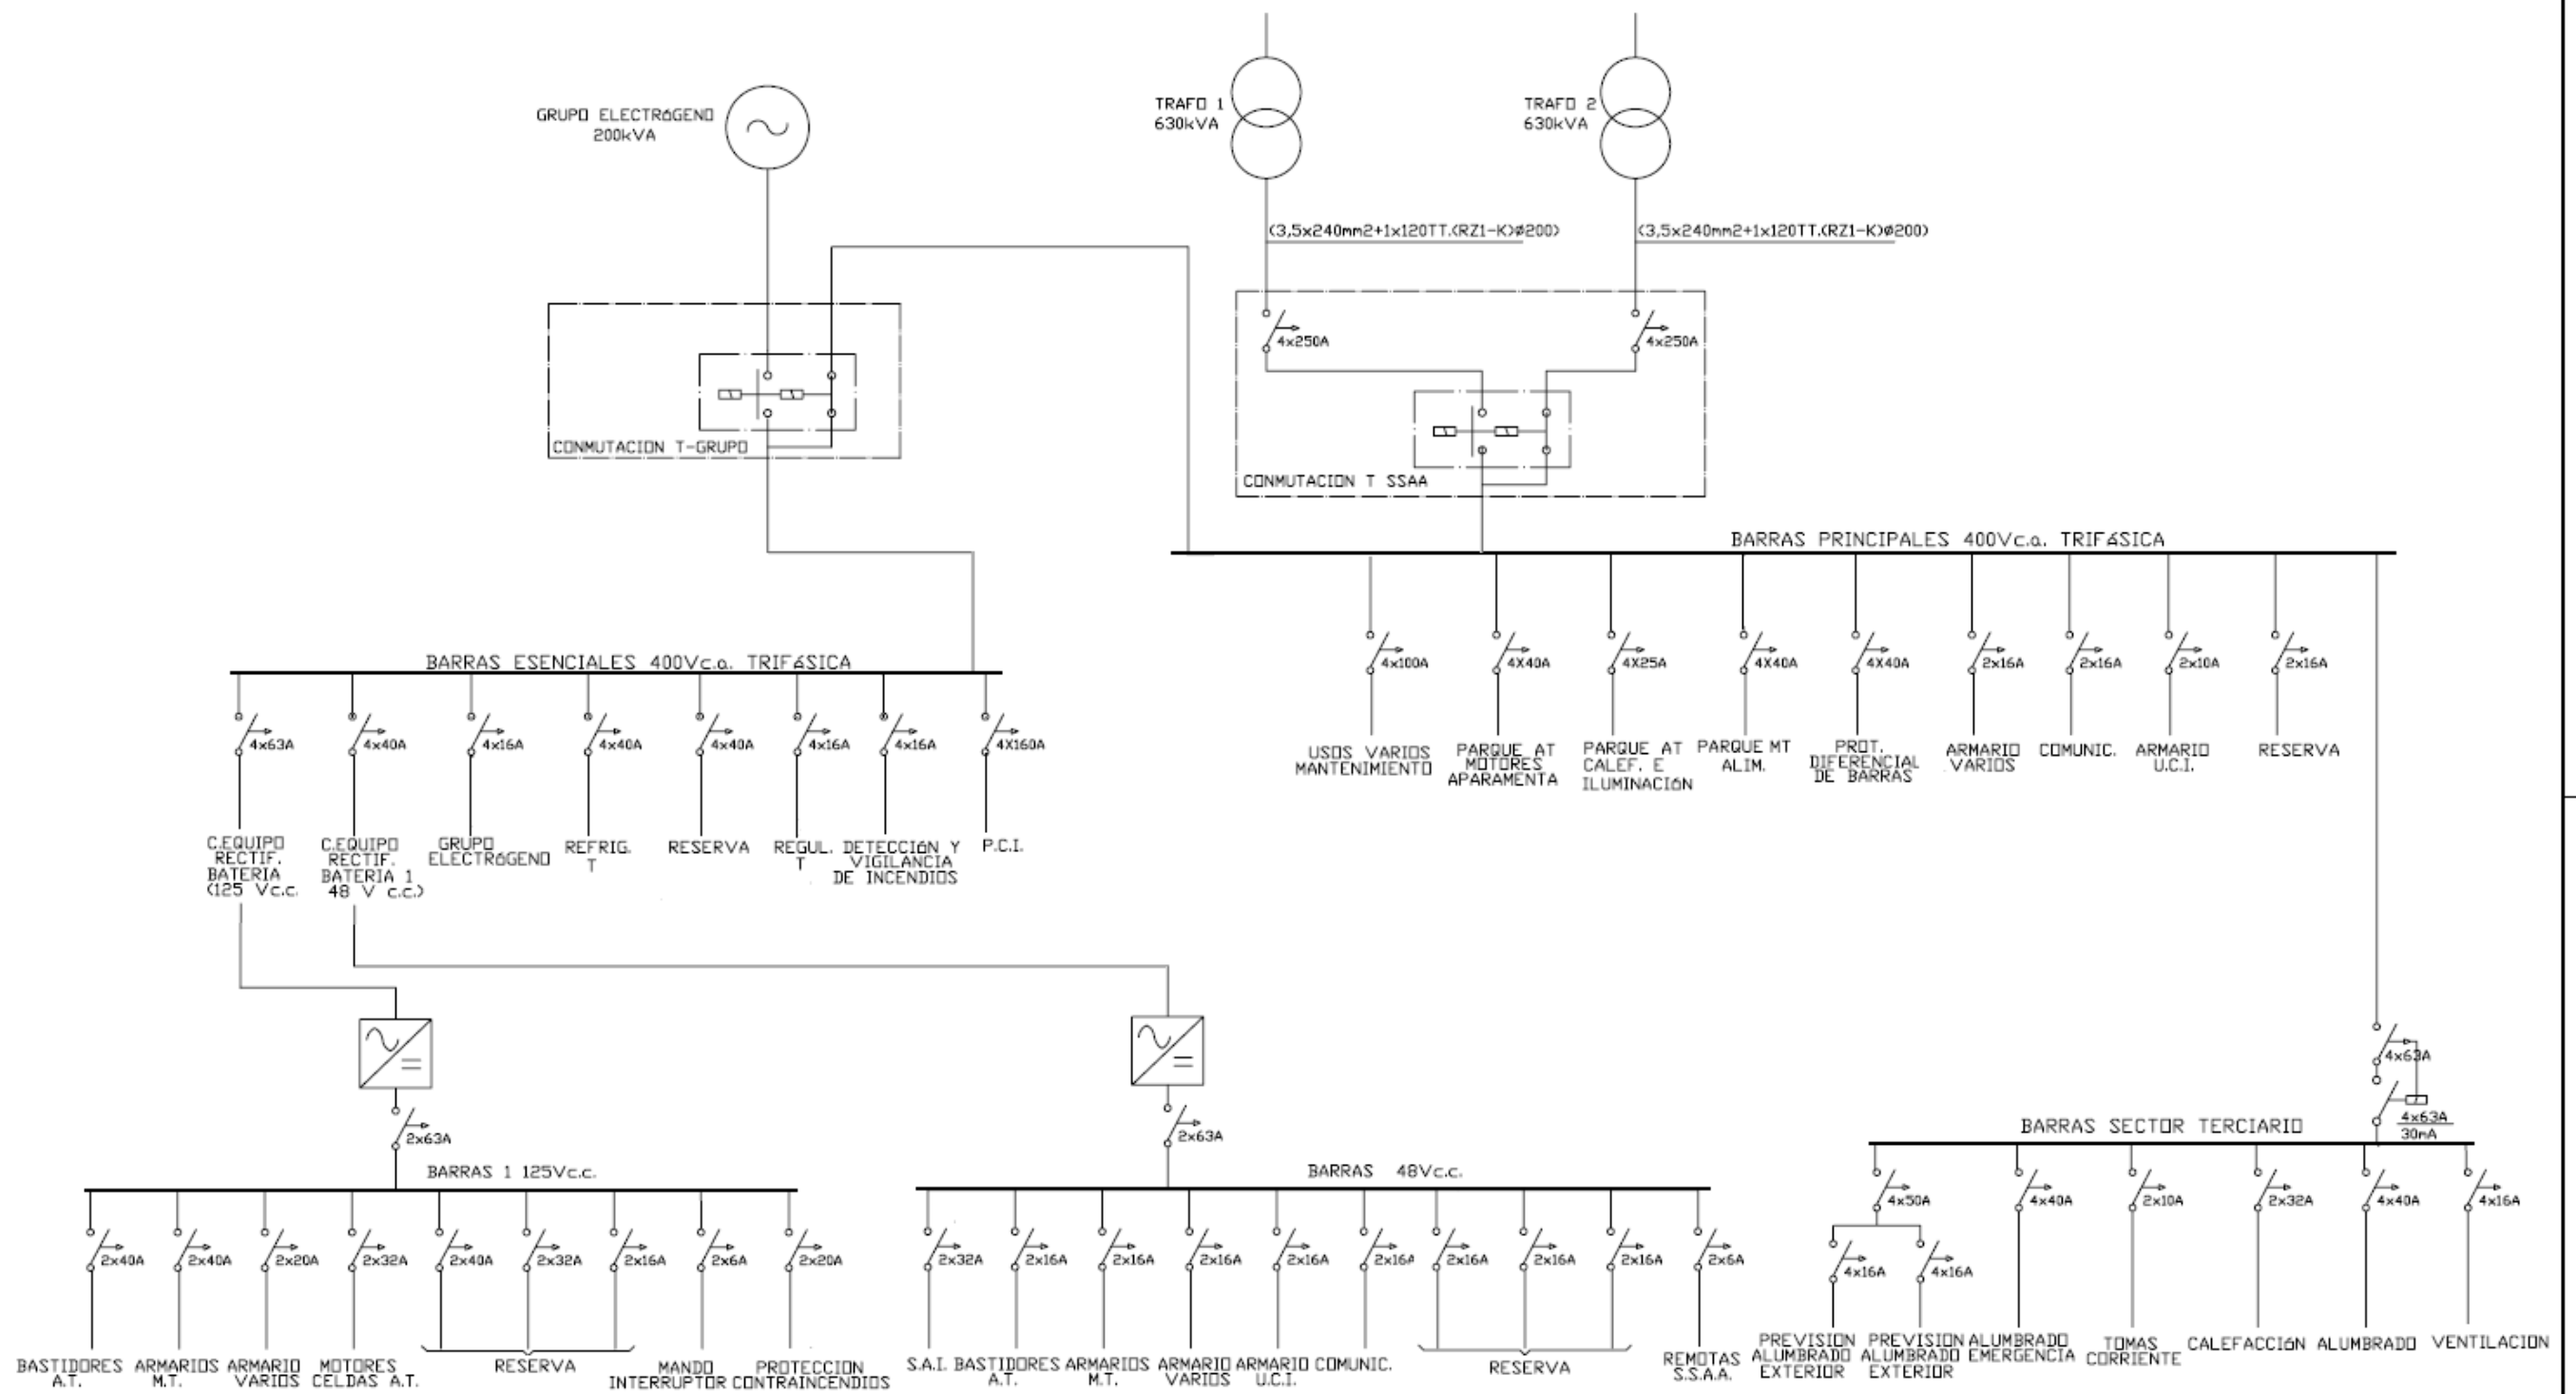 GRUPO ELECTRÓGENO
200kVA
TRAFO 1
630kVA
TRAFO 2
630kVA
(3,5x240mm2+1x120TT.(RZ1-K)ø200)
(3,5x240mm2+1x120TT.(RZ1-K)ø200)
4x250A
4x250A
CONMUTACION T-GRUPO
CONMUTACION T SSAA
BARRAS PRINCIPALES 400Vc.a. TRIFÁSICA
4x100A
4X40A
4X25A
4X40A
4X40A
2x16A
2x16A
2x10A
2x16A
USOS VARIOS
MANTENIMIENTO
PARQUE AT
MOTORES
APARAMENTA
PARQUE AT
CALEF. E
ILUMINACIÓN
PARQUE MT
ALIM.
PROT.
DIFERENCIAL
DE BARRAS
ARMARIO
VARIOS
COMUNIC.
ARMARIO
U.C.I.
RESERVA
BARRAS ESENCIALES 400Vc.a. TRIFÁSICA
4x63A
4x40A
4x16A
4x40A
4x40A
4x16A
4x16A
4X160A
C.EQUIPO
RECTIF.
BATERIA
(125 Vc.c.
C.EQUIPO
RECTIF.
BATERIA 1
48 V c.c.)
GRUPO
ELECTRÓGENO
REFRIG.
T
RESERVA
REGUL.
T
DETECCIÓN Y
VIGILANCIA
DE INCENDIOS
P.C.I.
4x63A
4x63A
30mA
2x63A
2x63A
BARRAS 1 125Vc.c.
2x40A
2x40A
2x20A
2x32A
2x40A
2x32A
2x16A
2x6A
2x20A
BASTIDORES
A.T.
ARMARIOS
M.T.
ARMARIO
VARIOS
MOTORES
CELDAS A.T.
RESERVA
MANDO
INTERRUPTOR
PROTECCION
CONTRAINCENDIOS
BARRAS 48Vc.c.
2x32A
2x16A
2x16A
2x16A
2x16A
2x16A
2x16A
2x16A
2x16A
2x6A
S.A.I.
BASTIDORES
A.T.
ARMARIOS
M.T.
ARMARIO
VARIOS
ARMARIO
U.C.I.
COMUNIC.
RESERVA
REMOTAS
S.S.A.A.
BARRAS SECTOR TERCIARIO
4x50A
4x40A
2x10A
2x32A
4x40A
4x16A
4x16A
4x16A
PREVISION
ALUMBRADO
EXTERIOR
PREVISION
ALUMBRADO
EXTERIOR
ALUMBRADO
EMERGENCIA
TOMAS
CORRIENTE
CALEFACCIÓN
ALUMBRADO
VENTILACION